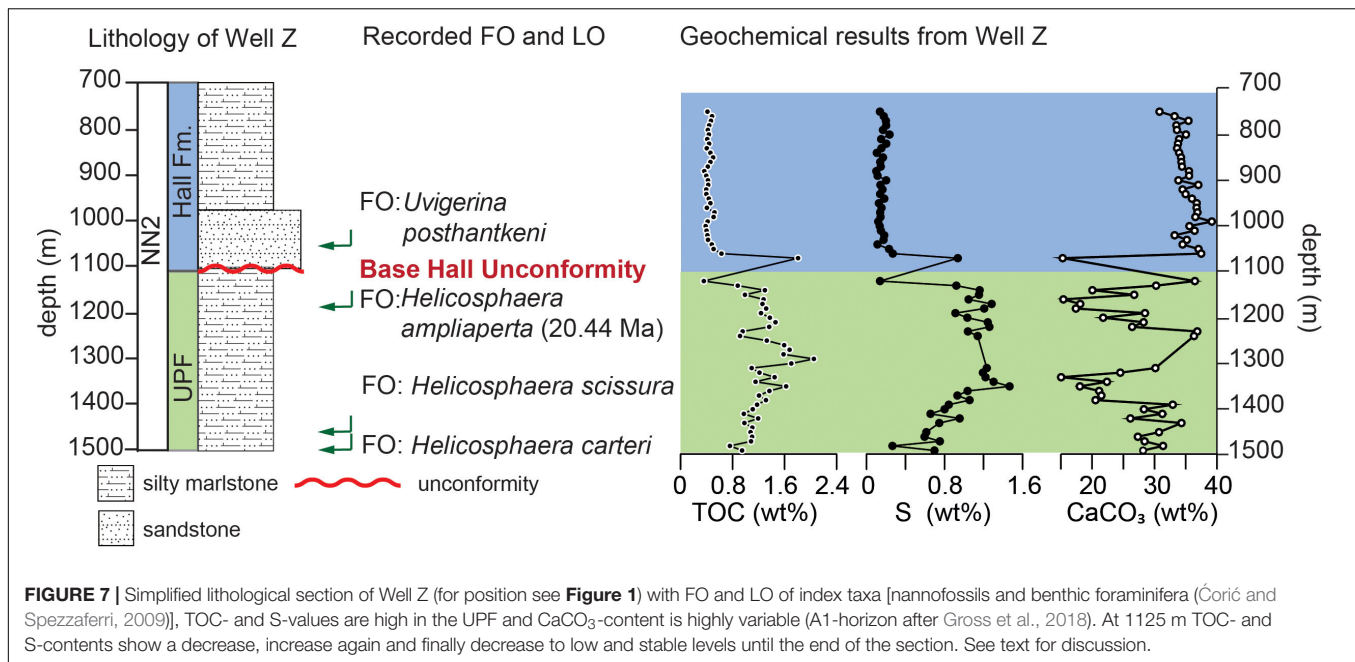 Lithology of Well Z
Recorded FO and LO
Geochemical results from Well Z
700
800
900
1000
1100
1200
1300
1400
1500
depth (m)
NN2
Hall Fm.
UPF
FO: Uvigerina
posthantkeni
Base Hall Unconformity
FO: Helicosphaera
ampliaperta (20.44 Ma)
FO: Helicosphaera scissura
FO: Helicosphaera carteri
silty marlstone
unconformity
sandstone
700
800
900
1000
1100
1200
1300
1400
1500
depth (m)
0 0.8 1.6 2.4
TOC (wt%)
0 0.8 1.6
S (wt%)
20 30 40
CaCO₃ (wt%)
FIGURE 7 | Simplified lithological section of Well Z (for position see Figure 1) with FO and LO of index taxa [nannofossils and benthic foraminifera (Ćorić and
Spezzaferri, 2009)], TOC- and S-values are high in the UPF and CaCO₃-content is highly variable (A1-horizon after Gross et al., 2018). At 1125 m TOC- and
S-contents show a decrease, increase again and finally decrease to low and stable levels until the end of the section. See text for discussion.